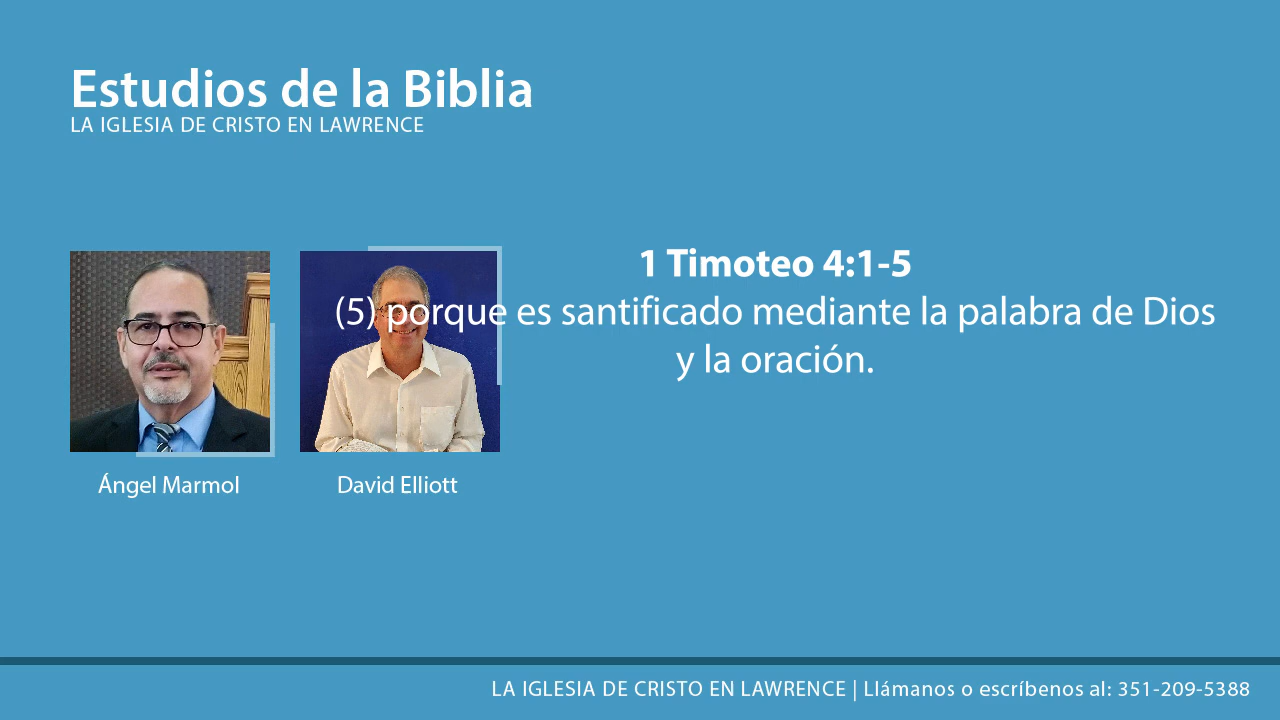 Estudios de la Biblia
LA IGLESIA DE CRISTO EN LAWRENCE
1 Timoteo 4:1-5
(5) porque es santificado mediante la palabra de Dios
y la oración.
Ángel Marmol
David Elliott
LA IGLESIA DE CRISTO EN LAWRENCE | Llámanos o escríbenos al: 351-209-5388